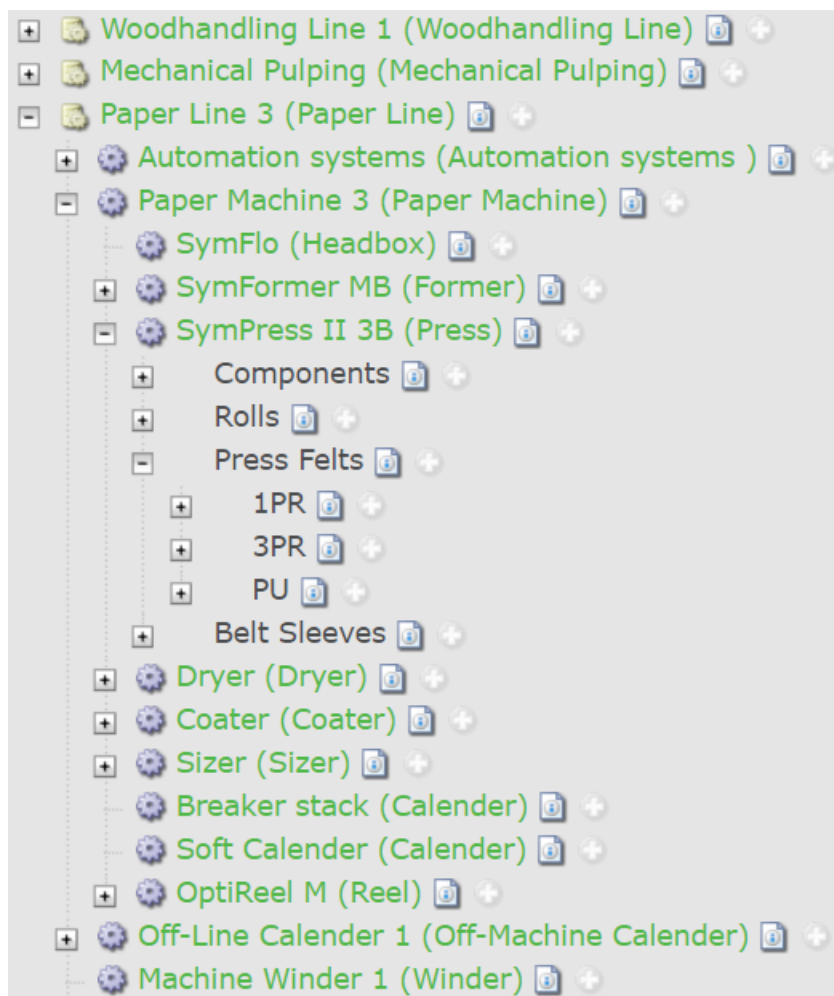 Woodhandling Line 1 (Woodhandling Line)
Mechanical Pulping (Mechanical Pulping)
Paper Line 3 (Paper Line)
Automation systems (Automation systems )
Paper Machine 3 (Paper Machine)
SymFlo (Headbox)
SymFormer MB (Former)
SymPress II 3B (Press)
Components
Rolls
Press Felts
1PR
3PR
PU
Belt Sleeves
Dryer (Dryer)
Coater (Coater)
Sizer (Sizer)
Breaker stack (Calender)
Soft Calender (Calender)
OptiReel M (Reel)
Off-Line Calender 1 (Off-Machine Calender)
Machine Winder 1 (Winder)